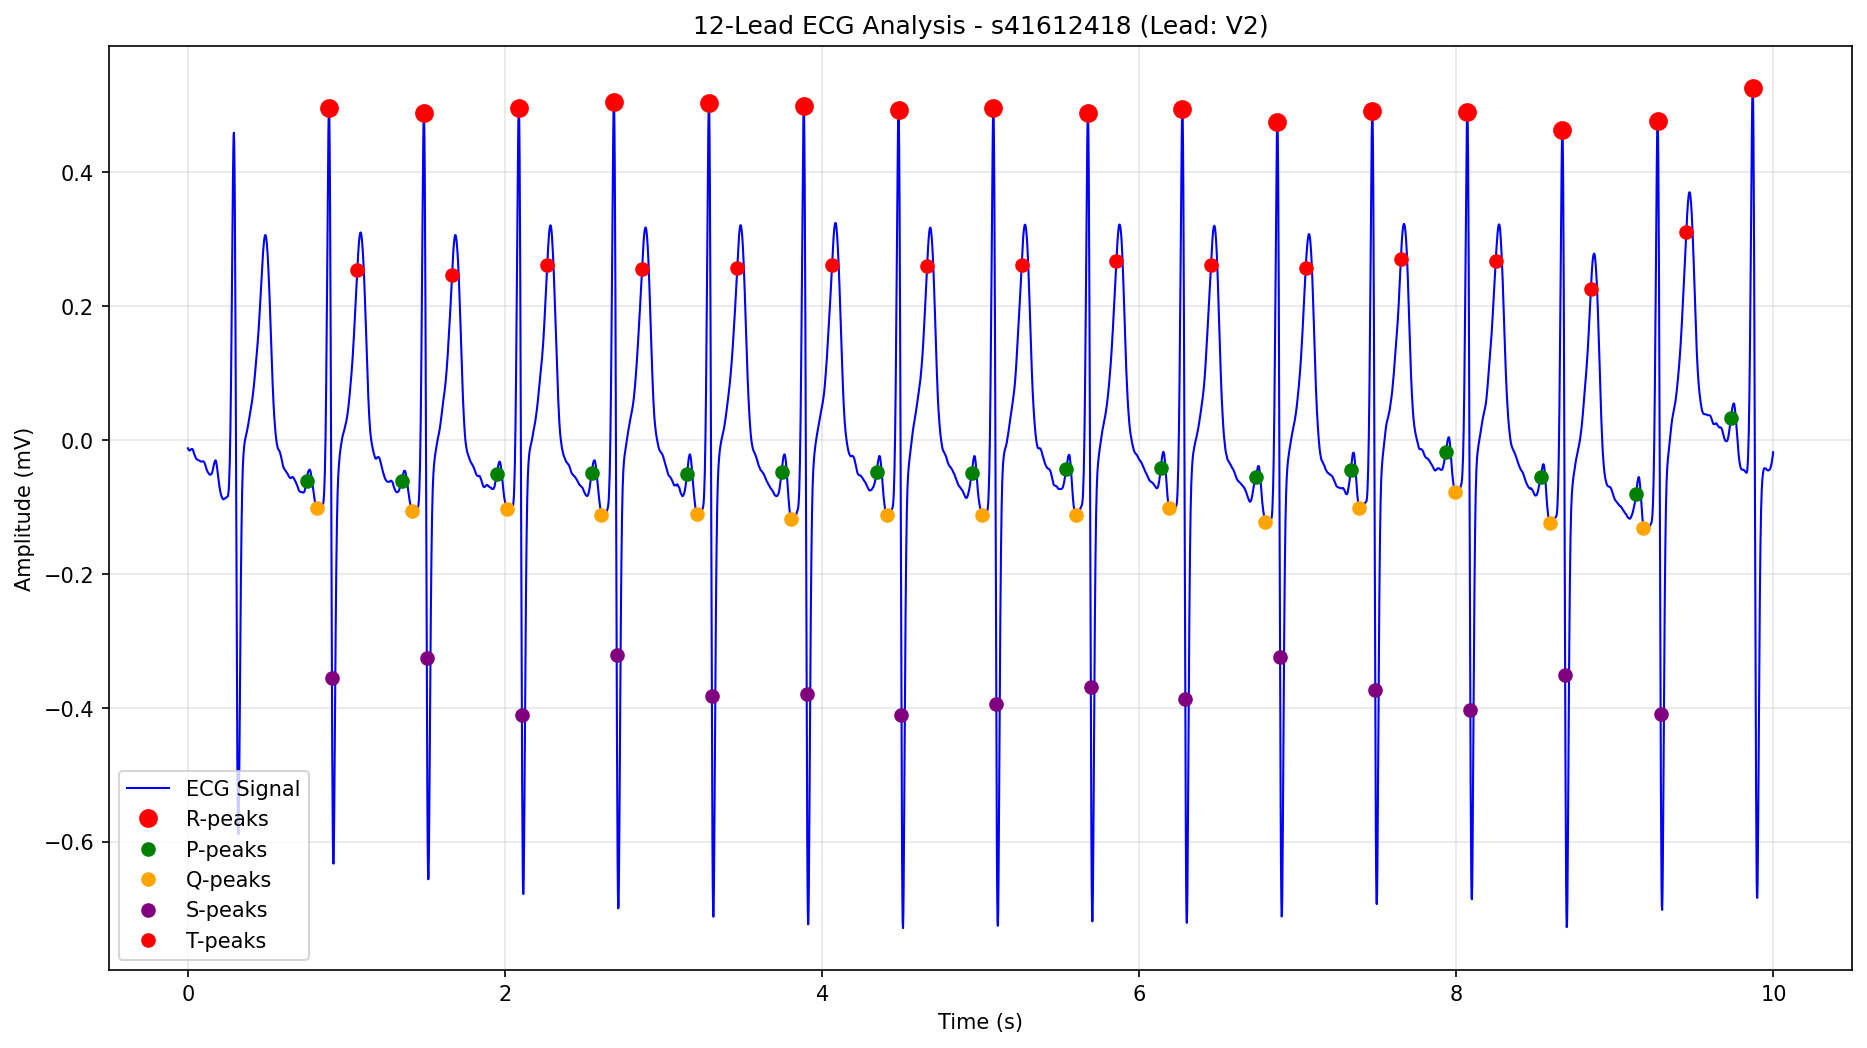 12-Lead ECG Analysis - s41612418 (Lead: V2)
Amplitude (mV)
0.4
0.2
0.0
−0.2
−0.4
−0.6
ECG Signal
R-peaks
P-peaks
Q-peaks
S-peaks
T-peaks
0 2 4 6 8 10
Time (s)